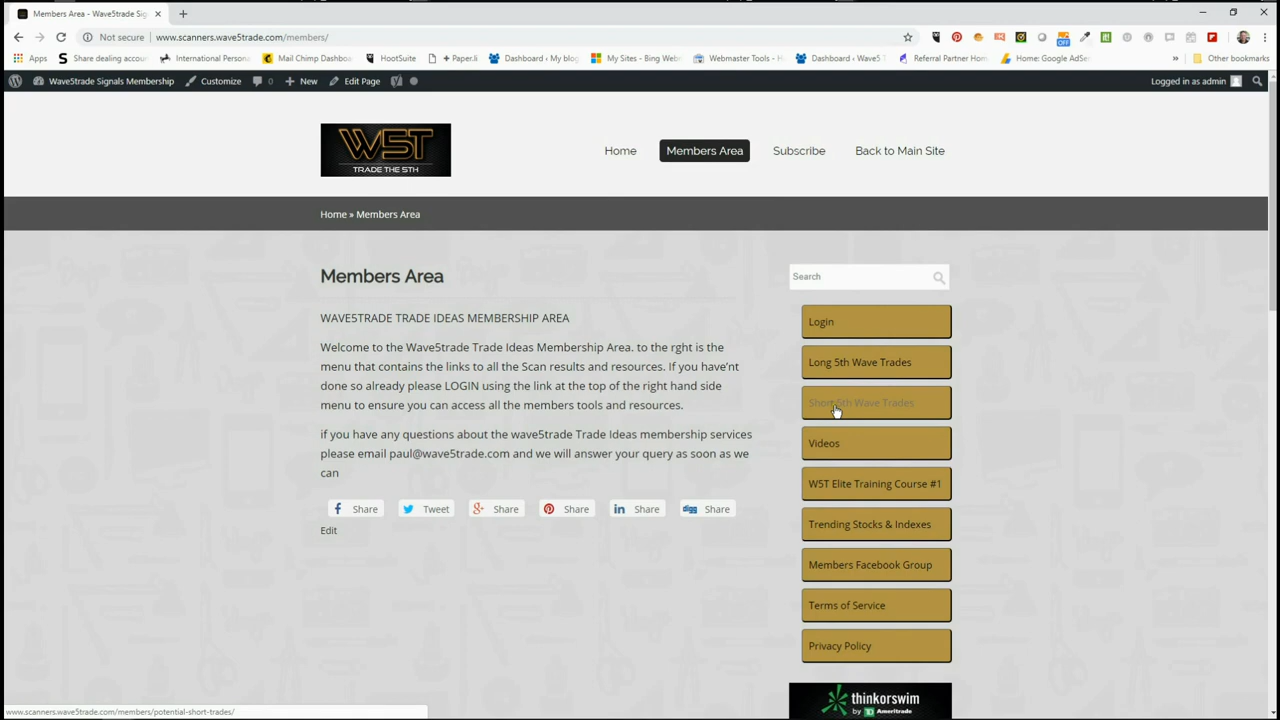 Members Area - Wave5trade Sig
Not secure www.scanners.wave5trade.com/members/
Apps Share dealing accou International Persona Mail Chimp Dashboa HootSuite + Paper.li Dashboard ‹ My blog My Sites - Bing Web Webmaster Tools - H Dashboard ‹ Wave5 T Referral Partner Hom Home: Google AdSe » Other bookmarks
Wave5trade Signals Membership Customize 0 + New Edit Page Logged in as admin
W5T
TRADE THE 5TH
Home Members Area Subscribe Back to Main Site
Home » Members Area
Members Area
WAVE5TRADE TRADE IDEAS MEMBERSHIP AREA
Welcome to the Wave5trade Trade Ideas Membership Area. to the rght is the
menu that contains the links to all the Scan results and resources. If you have'nt
done so already please LOGIN using the link at the top of the right hand side
menu to ensure you can access all the members tools and resources.
if you have any questions about the wave5trade Trade Ideas membership services
please email paul@wave5trade.com and we will answer your query as soon as we
can
Share Tweet Share Share Share Share
Edit
Search
Login
Long 5th Wave Trades
Short 5th Wave Trades
Videos
W5T Elite Training Course #1
Trending Stocks & Indexes
Members Facebook Group
Terms of Service
Privacy Policy
thinkorswim
by TD Ameritrade
www.scanners.wave5trade.com/members/potential-short-trades/